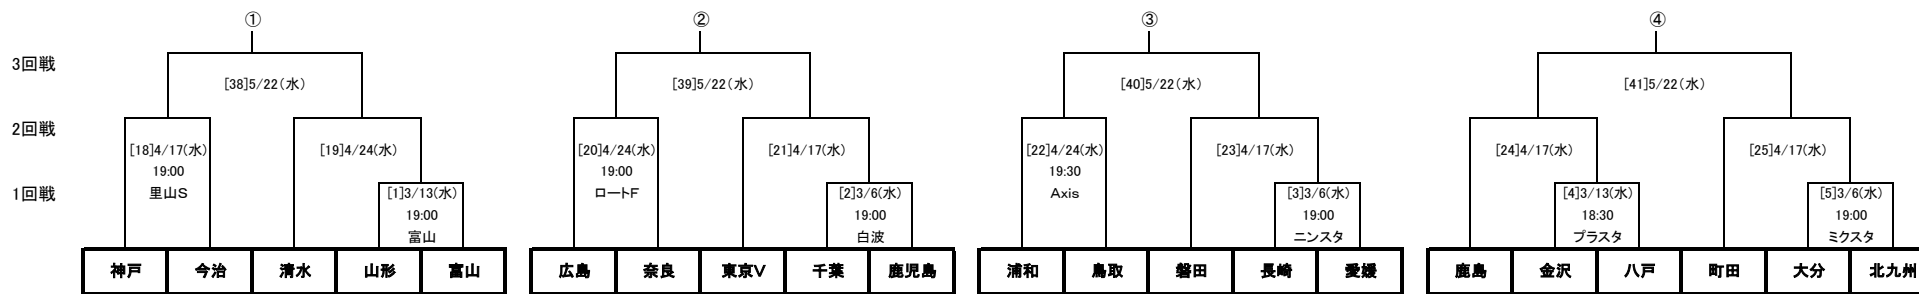 ① ② ③ ④
3回戦
[38]5/22(水) [39]5/22(水) [40]5/22(水) [41]5/22(水)
2回戦
[18]4/17(水) [19]4/24(水) [20]4/24(水) [21]4/17(水) [22]4/24(水) [23]4/17(水) [24]4/17(水) [25]4/17(水)
19:00 19:00 19:30
1回戦 里山S [1]3/13(水) ロートF [2]3/6(水) Axis [3]3/6(水) [4]3/13(水) [5]3/6(水)
19:00 19:00 19:00 18:30 19:00
富山 白波 ニンスタ プラスタ ミクスタ
神戸 今治 清水 山形 富山 広島 奈良 東京V 千葉 鹿児島 浦和 鳥取 磐田 長崎 愛媛 鹿島 金沢 八戸 町田 大分 北九州